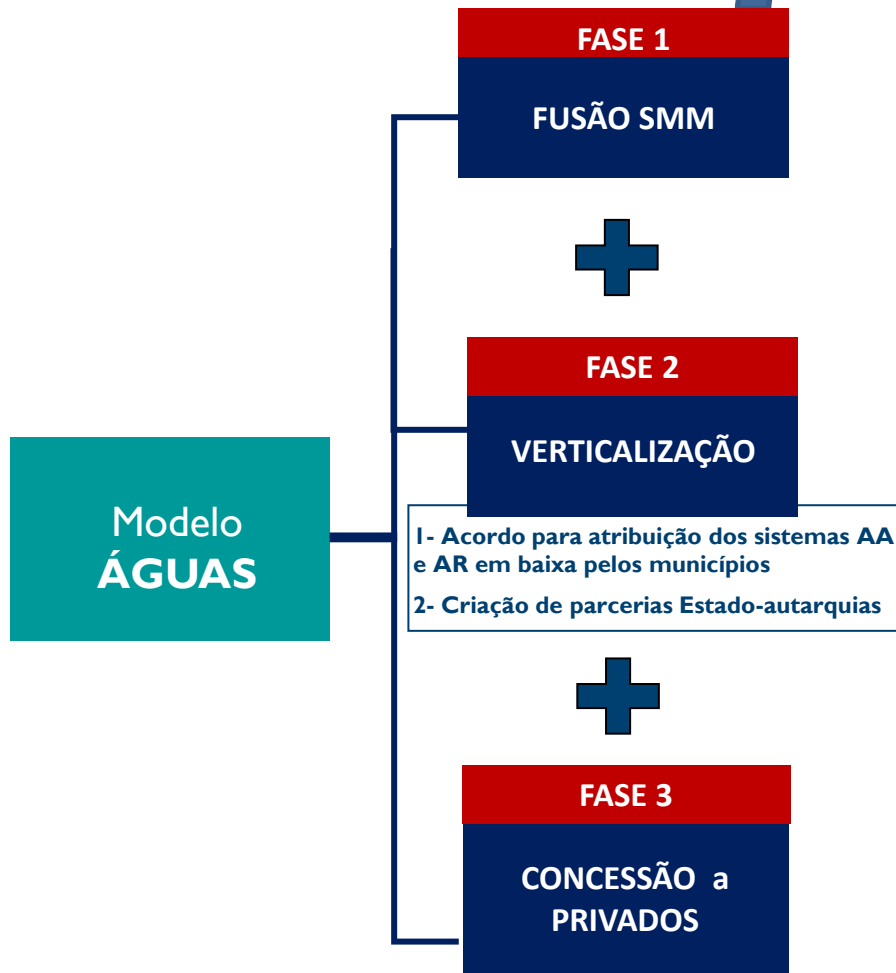 FASE 1
FUSÃO SMM
FASE 2
VERTICALIZAÇÃO
Modelo
ÁGUAS
1- Acordo para atribuição dos sistemas AA
e AR em baixa pelos municípios
2- Criação de parcerias Estado-autarquias
FASE 3
CONCESSÃO a
PRIVADOS